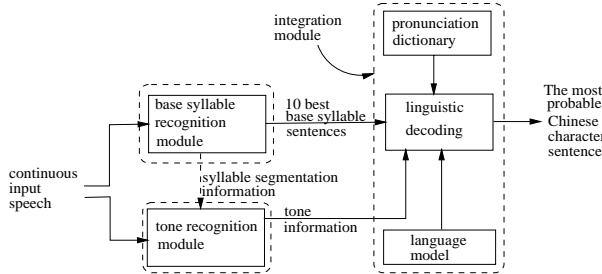 integration
module
pronunciation
dictionary
base syllable
recognition
module
10 best
base syllable
sentences
linguistic
decoding
The most
probable
Chinese
character
sentence
continuous
input
speech
syllable segmentation
information
tone recognition
module
tone
information
language
model